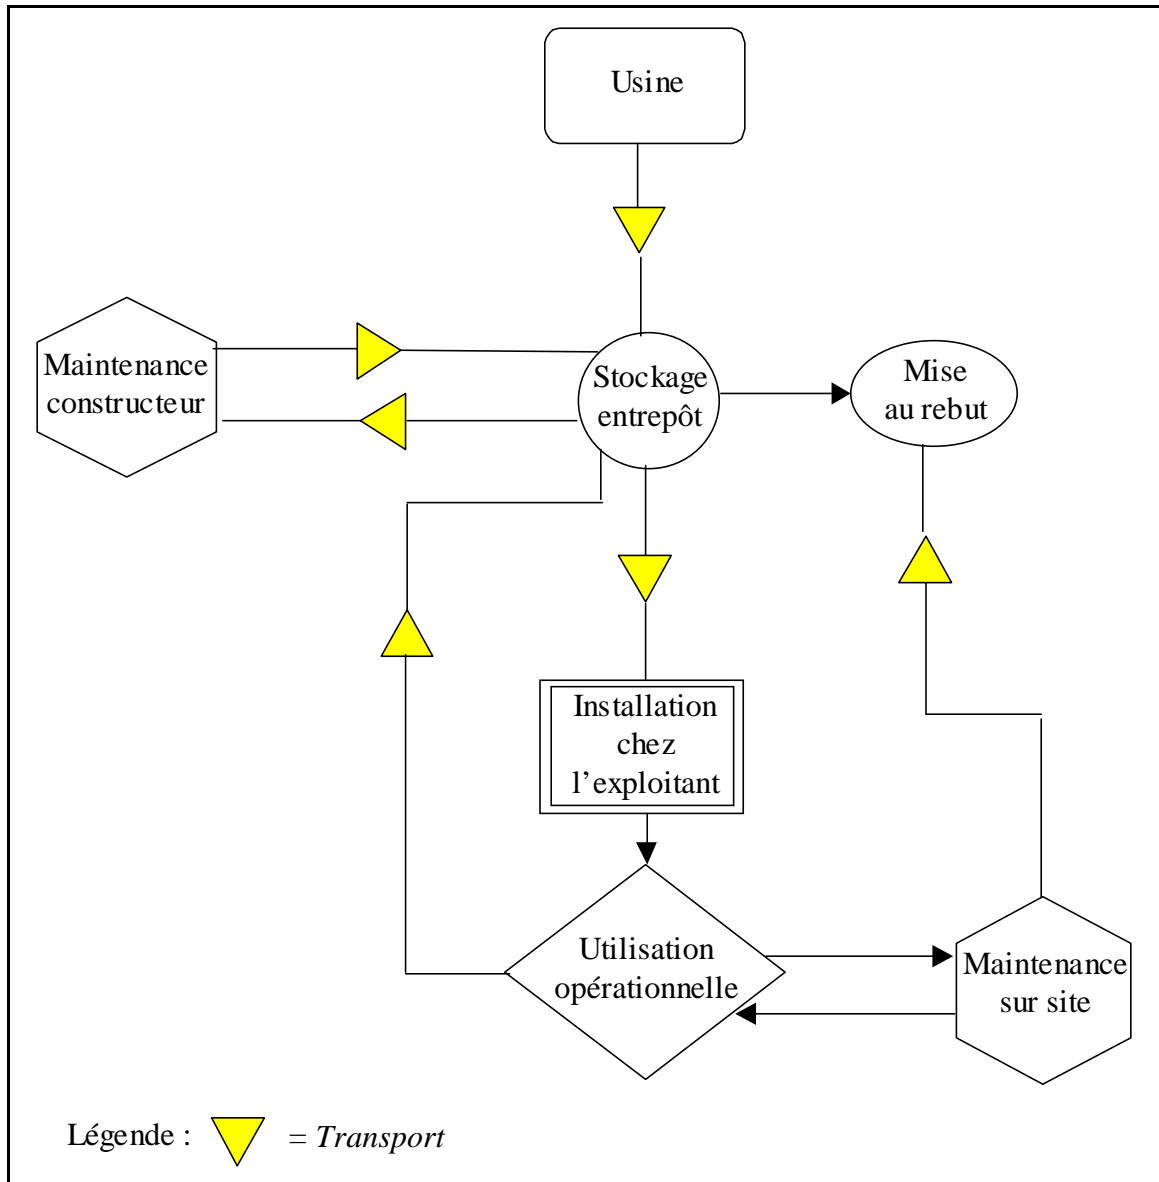 Usine
Maintenance
constructeur
Stockage
entrepôt
Mise
au rebut
Installation
chez
l’exploitant
Utilisation
opérationnelle
Maintenance
sur site
Légende : = Transport